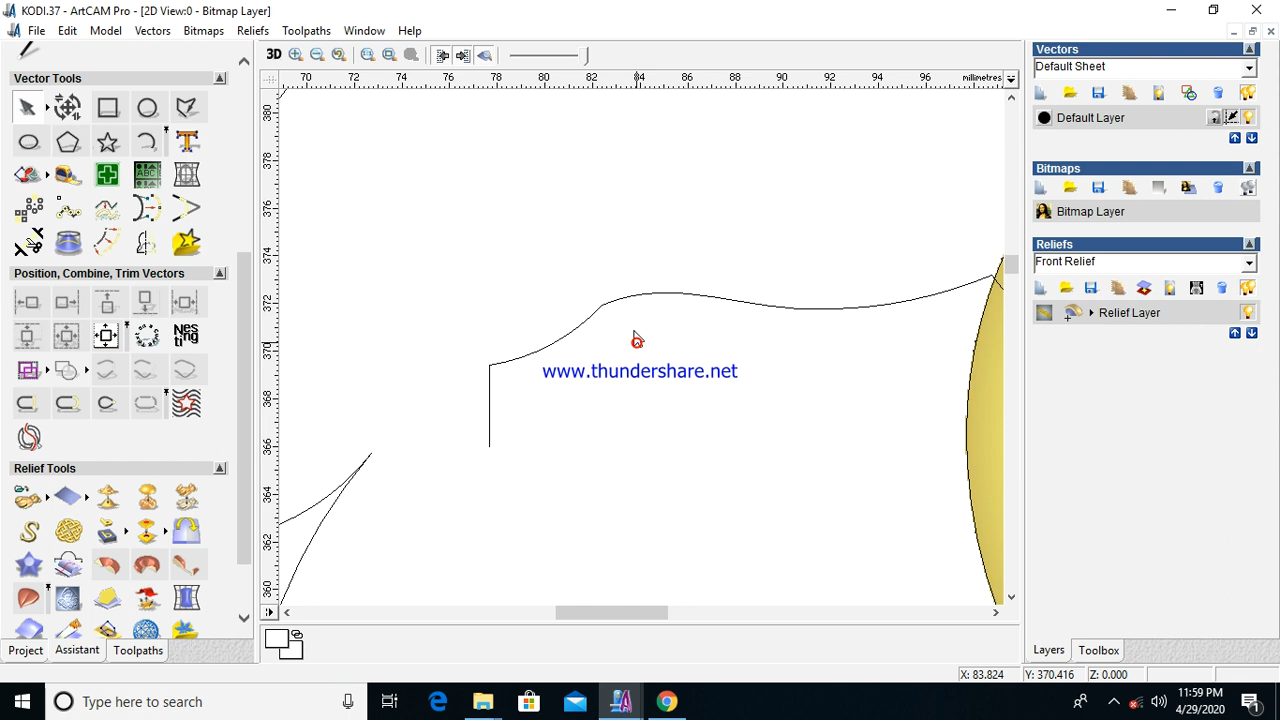 KODI.37 - ArtCAM Pro - [2D View:0 - Bitmap Layer]
File Edit Model Vectors Bitmaps Reliefs Toolpaths Window Help
3D
Vector Tools
70 72 74 76 78 80 82 84 86 88 90 92 94 96 millimetres
380
378
376
374
372
370
368
366
364
362
360
ABC
Position, Combine, Trim Vectors
Nes
ting
Relief Tools
www.thundershare.net
Project Assistant Toolpaths
Vectors
Default Sheet
Default Layer
Bitmaps
Bitmap Layer
Reliefs
Front Relief
Relief Layer
Layers Toolbox
X: 83.824 Y: 370.416 Z: 0.000
Type here to search
11:59 PM
4/29/2020
1